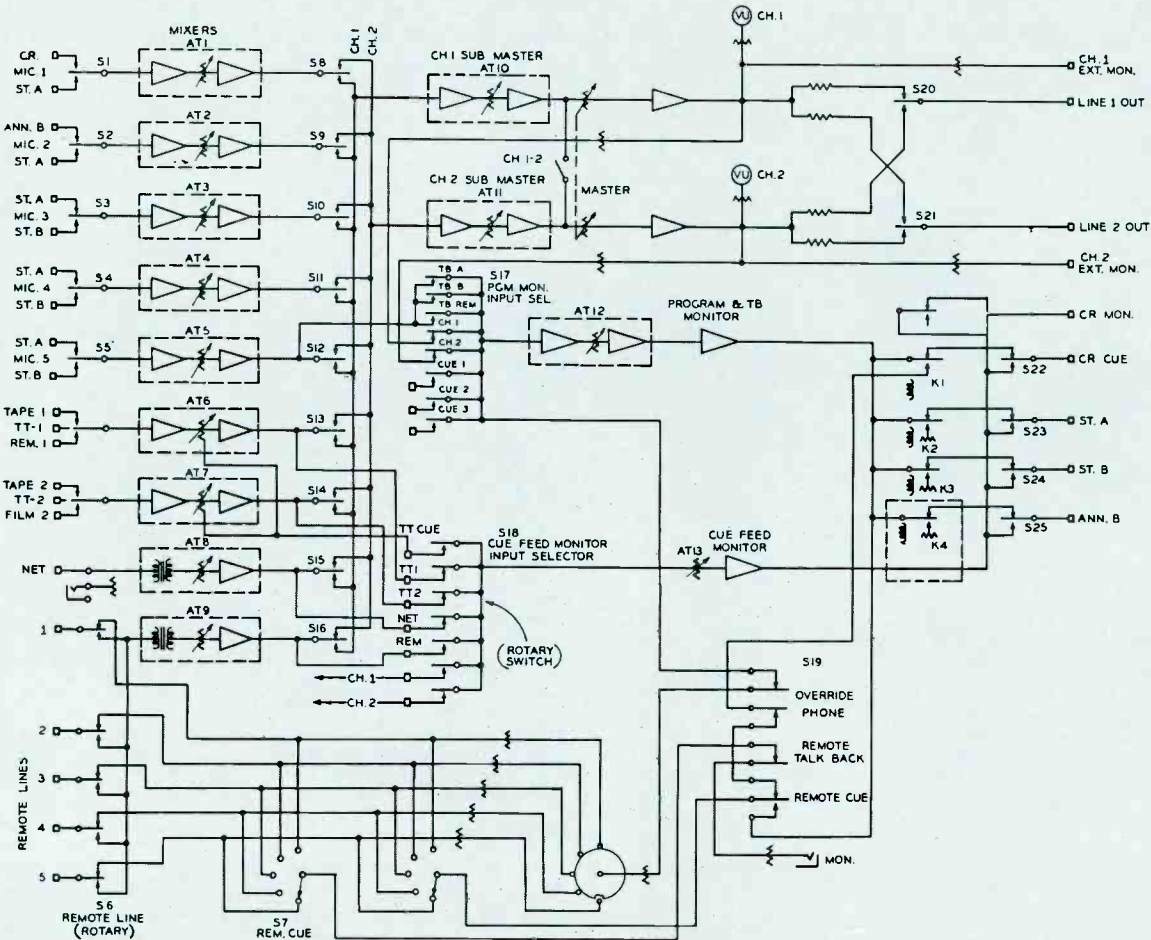 MIXERS
AT1
CR.
MIC. 1
ST. A
S1
S8
CH. 1
CH. 2
CH 1 SUB MASTER
AT10
VU
CH. 1
CH. 1
EXT. MON.
S20
LINE 1 OUT
ANN. B
MIC. 2
ST. A
S2
AT2
S9
CH 1-2
CH. 2 SUB MASTER
AT11
MASTER
VU
CH. 2
ST. A
MIC. 3
ST. B
S3
AT3
S10
S21
LINE 2 OUT
CH. 2
EXT. MON.
ST. A
MIC. 4
ST. B
S4
AT4
S11
TB A
TB B
TB REM
CH. 1
CH. 2
CUE 1
CUE 2
CUE 3
S17
PGM MON.
INPUT SEL.
AT12
PROGRAM & TB
MONITOR
CR MON.
ST. A
MIC. 5
ST. B
S5
AT5
S12
K1
S22
CR CUE
TAPE 1
TT-1
REM. 1
AT6
S13
K2
S23
ST. A
TAPE 2
TT-2
FILM 2
AT7
S14
K3
S24
ST. B
K4
S25
ANN. B
TT CUE
TT1
TT2
NET
REM
CH. 1
CH. 2
S18
CUE FEED MONITOR
INPUT SELECTOR
(ROTARY
SWITCH)
AT13
CUE FEED
MONITOR
NET
AT8
S15
1
AT9
S16
S19
OVERRIDE
PHONE
REMOTE
TALK BACK
REMOTE CUE
MON.
REMOTE LINES
2
3
4
5
S6
REMOTE LINE
(ROTARY)
S7
REM. CUE